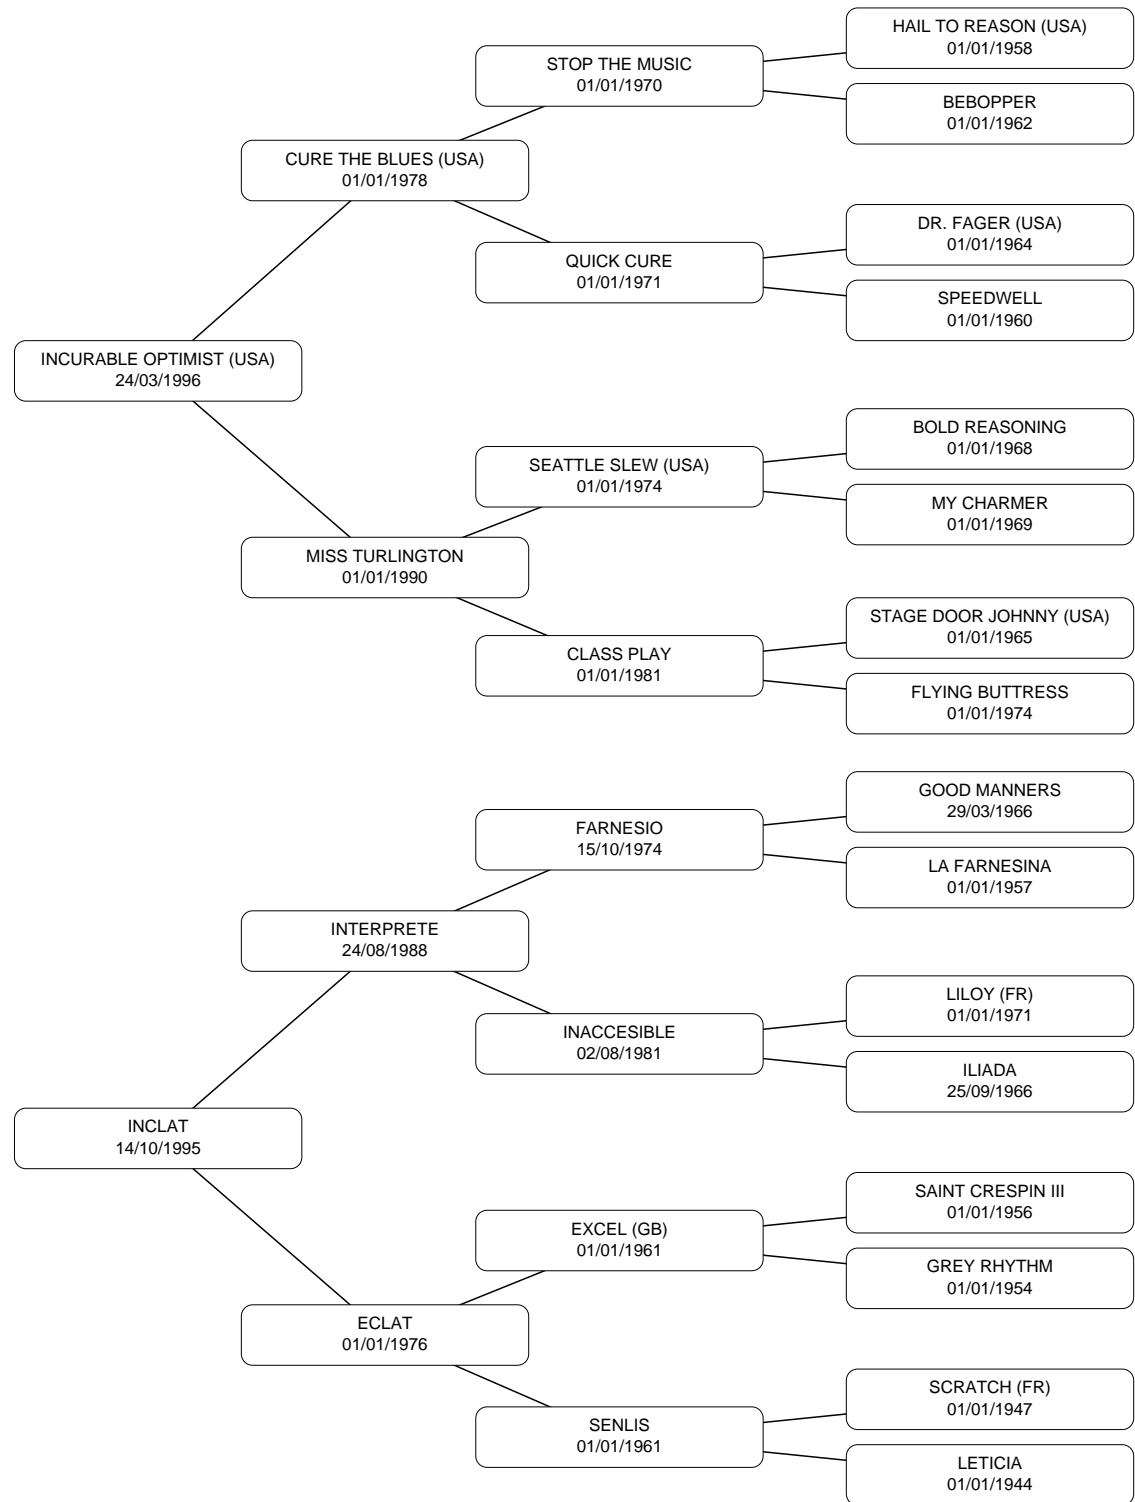 HAIL TO REASON (USA)
01/01/1958
STOP THE MUSIC
01/01/1970
BEBOPPER
01/01/1962
CURE THE BLUES (USA)
01/01/1978
DR. FAGER (USA)
01/01/1964
QUICK CURE
01/01/1971
SPEEDWELL
01/01/1960
INCURABLE OPTIMIST (USA)
24/03/1996
BOLD REASONING
01/01/1968
SEATTLE SLEW (USA)
01/01/1974
MY CHARMER
01/01/1969
MISS TURLINGTON
01/01/1990
STAGE DOOR JOHNNY (USA)
01/01/1965
CLASS PLAY
01/01/1981
FLYING BUTTRESS
01/01/1974
GOOD MANNERS
29/03/1966
FARNESIO
15/10/1974
LA FARNESINA
01/01/1957
INTERPRETE
24/08/1988
LILOY (FR)
01/01/1971
INACCESIBLE
02/08/1981
ILIADA
25/09/1966
INCLAT
14/10/1995
SAINT CRESPIN III
01/01/1956
EXCEL (GB)
01/01/1961
GREY RHYTHM
01/01/1954
ECLAT
01/01/1976
SCRATCH (FR)
01/01/1947
SENLIS
01/01/1961
LETICIA
01/01/1944